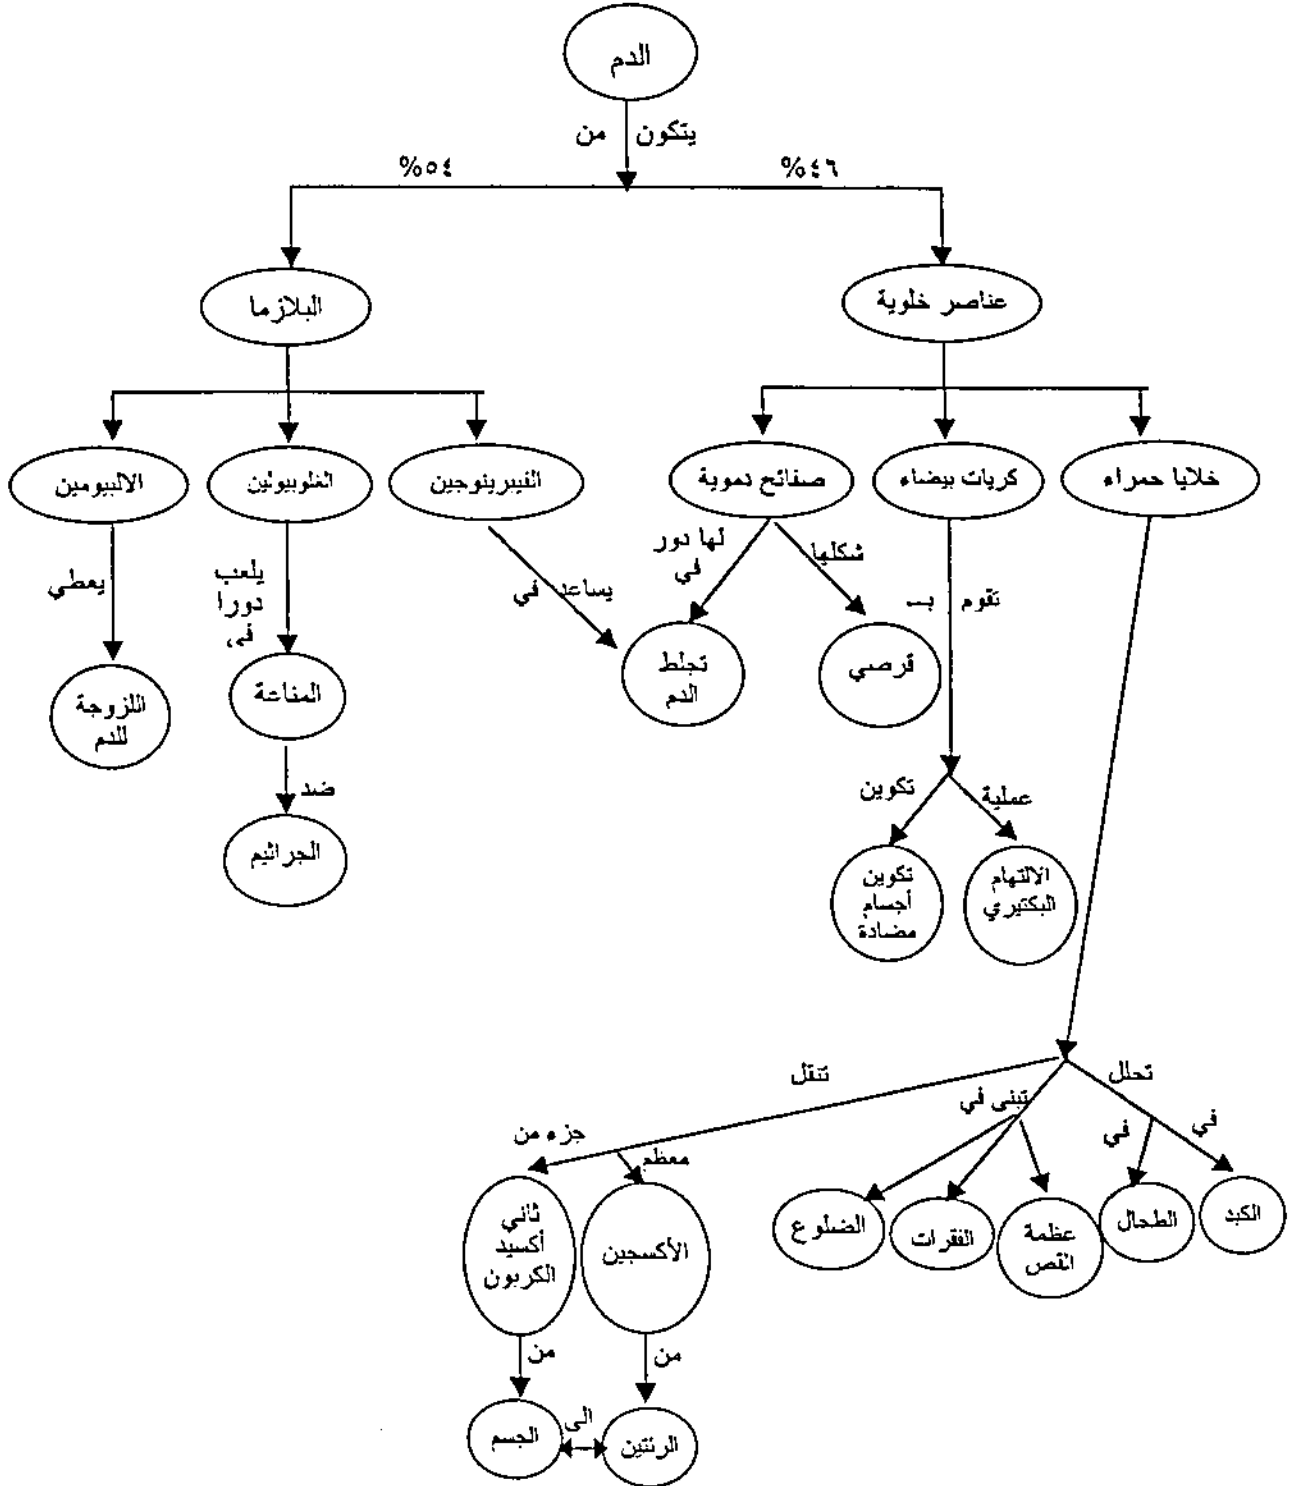 الدم
يتكون من
%٤٦
%٥٤
عناصر خلوية
البلازما
خلايا حمراء
كريات بيضاء
صفائح دموية
الفيبرينوجين
الغلوبيولين
الالبيومين
شكلها
لها دور
في
يساعد في
يلعب
دورا
في
يعطي
تقوم بـ
قرصي
تجلط
الدم
المناعة
اللزوجة
للدم
ضد
الجراثيم
عملية
تكوين
الالتهام
البكتيري
تكوين
أجسام
مضادة
تحلل
تبنى في
تنقل
في
في
معظم
جزء من
الكبد
الطحال
عظمة
القص
الفقرات
الضلوع
الأكسجين
ثاني
أكسيد
الكربون
من
من
الرئتين
الى
الجسم